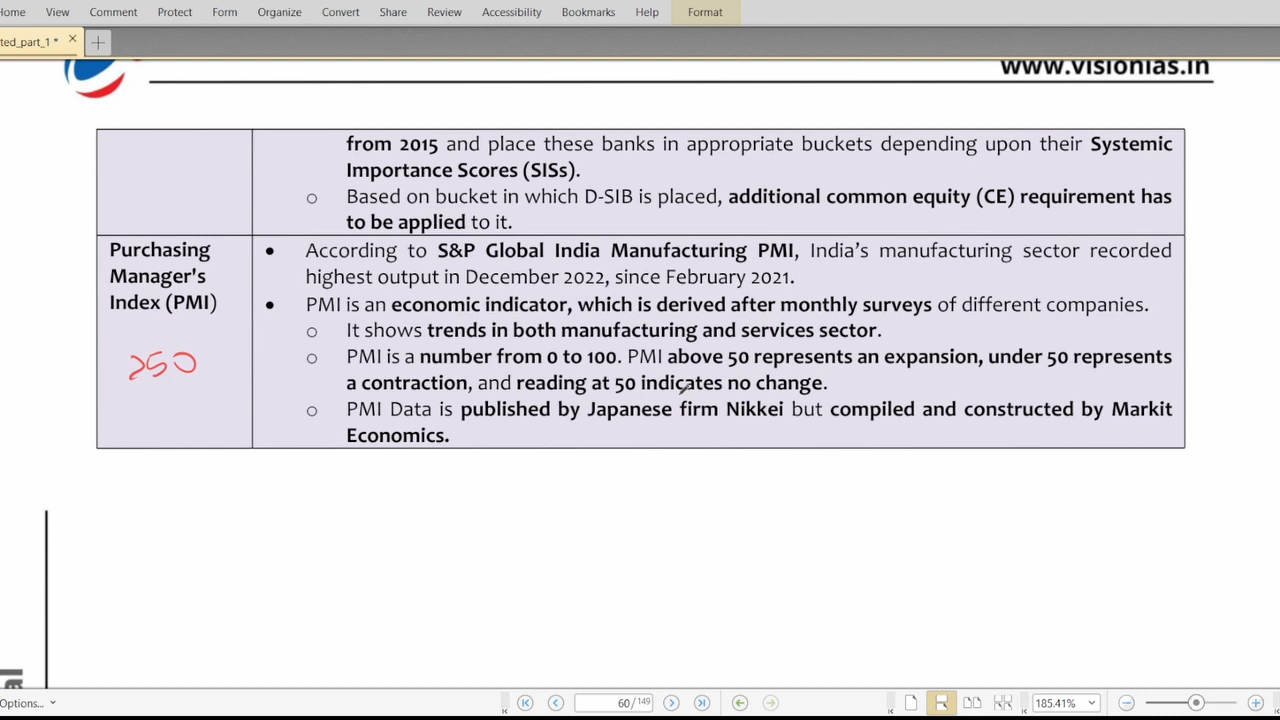 Home View Comment Protect Form Organize Convert Share Review Accessibility Bookmarks Help Format
ted_part_1 *
www.visionias.in
from 2015 and place these banks in appropriate buckets depending upon their Systemic
Importance Scores (SISs).
o Based on bucket in which D-SIB is placed, additional common equity (CE) requirement has
to be applied to it.
Purchasing
Manager's
Index (PMI)
>50
• According to S&P Global India Manufacturing PMI, India's manufacturing sector recorded
highest output in December 2022, since February 2021.
• PMI is an economic indicator, which is derived after monthly surveys of different companies.
o It shows trends in both manufacturing and services sector.
o PMI is a number from 0 to 100. PMI above 50 represents an expansion, under 50 represents
a contraction, and reading at 50 indicates no change.
o PMI Data is published by Japanese firm Nikkei but compiled and constructed by Markit
Economics.
al
Options...
60 / 149
185.41%